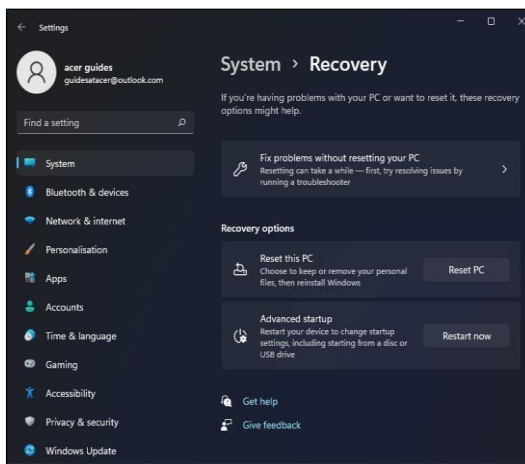 Settings
acer guides
guidesatacer@outlook.com
Find a setting
System
Bluetooth & devices
Network & internet
Personalisation
Apps
Accounts
Time & language
Gaming
Accessibility
Privacy & security
Windows Update
System > Recovery
If you're having problems with your PC or want to reset it, these recovery
options might help.
Fix problems without resetting your PC
Resetting can take a while — first, try resolving issues by
running a troubleshooter
Recovery options
Reset this PC
Choose to keep or remove your personal
files, then reinstall Windows
Reset PC
Advanced startup
Restart your device to change startup
settings, including starting from a disc or
USB drive
Restart now
Get help
Give feedback